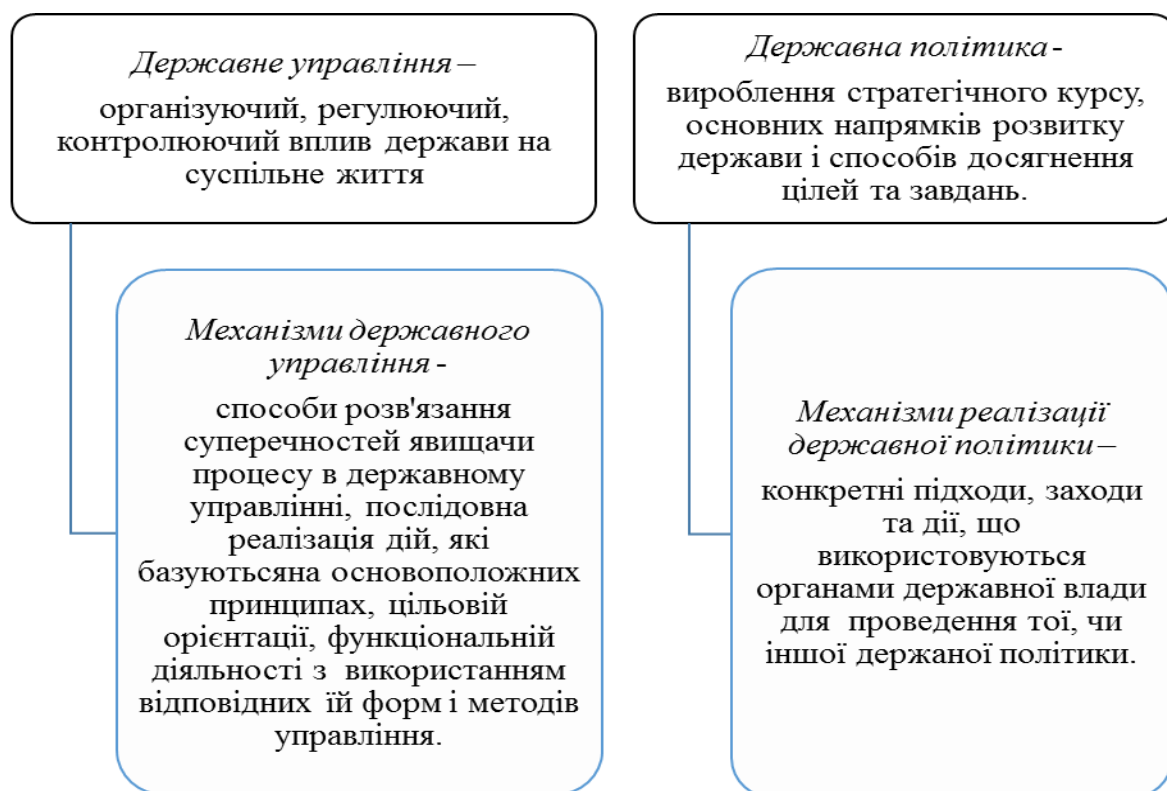 Державне управління –
організуючий, регулюючий,
контролюючий вплив держави на
суспільне життя
Механізми державного
управління -
способи розв'язання
суперечностей явищачи
процесу в державному
управлінні, послідовна
реалізація дій, які
базуютьсяна основоположних
принципах, цільовій
орієнтації, функціональній
діяльності з використанням
відповідних їй форм і методів
управління.
Державна політика -
вироблення стратегічного курсу,
основних напрямків розвитку
держави і способів досягнення
цілей та завдань.
Механізми реалізації
державної політики –
конкретні підходи, заходи
та дії, що
використовуються
органами державної влади
для проведення тої, чи
іншої держаної політики.